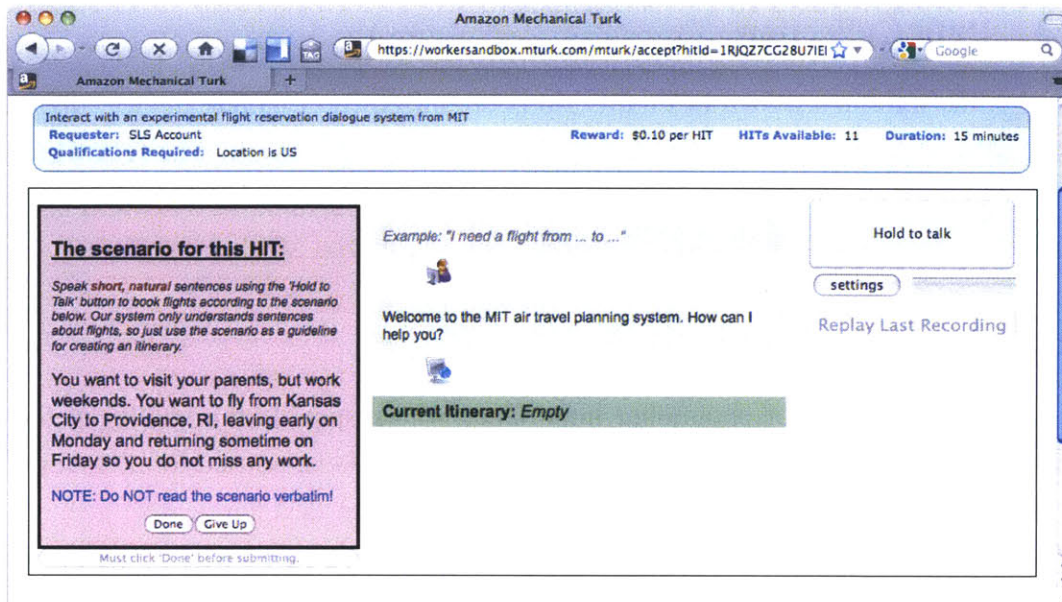 Amazon Mechanical Turk
TAG
https://workersandbox.mturk.com/mturk/accept?hitId=1RJQZ7CG28U7IEI
Google
Amazon Mechanical Turk
Interact with an experimental flight reservation dialogue system from MIT
Requester: SLS Account Reward: $0.10 per HIT HITs Available: 11 Duration: 15 minutes
Qualifications Required: Location is US
The scenario for this HIT:
Speak short, natural sentences using the 'Hold to
Talk' button to book flights according to the scenario
below. Our system only understands sentences
about flights, so just use the scenario as a guideline
for creating an itinerary.
You want to visit your parents, but work
weekends. You want to fly from Kansas
City to Providence, RI, leaving early on
Monday and returning sometime on
Friday so you do not miss any work.
NOTE: Do NOT read the scenario verbatim!
Done Give Up
Must click 'Done' before submitting.
Example: "I need a flight from ... to ..."
Welcome to the MIT air travel planning system. How can I
help you?
Current Itinerary: Empty
Hold to talk
settings
Replay Last Recording